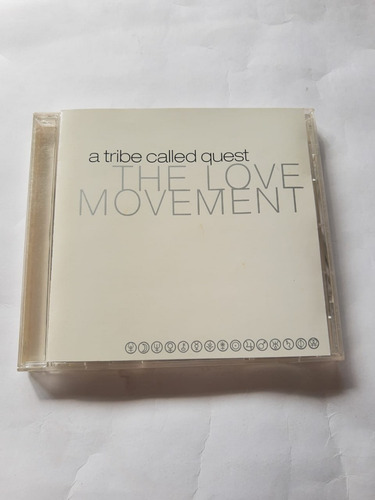 a tribe called quest
THE LOVE
MOVEMENT